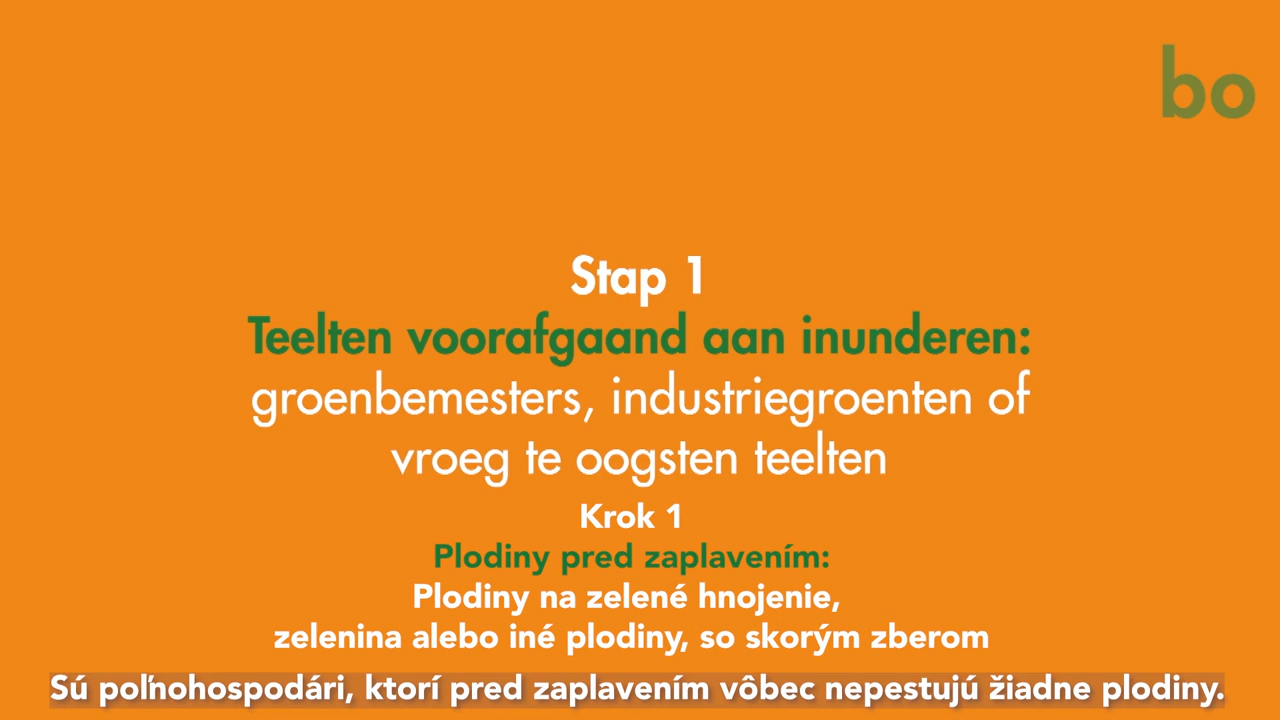 bo
Stap 1
Teelten voorafgaand aan inunderen:
groenbemesters, industriegroenten of
vroeg te oogsten teelten
Krok 1
Plodiny pred zaplavením:
Plodiny na zelené hnojenie,
zelenina alebo iné plodiny, so skorým zberom
Sú poľnohospodári, ktorí pred zaplavením vôbec nepestujú žiadne plodiny.